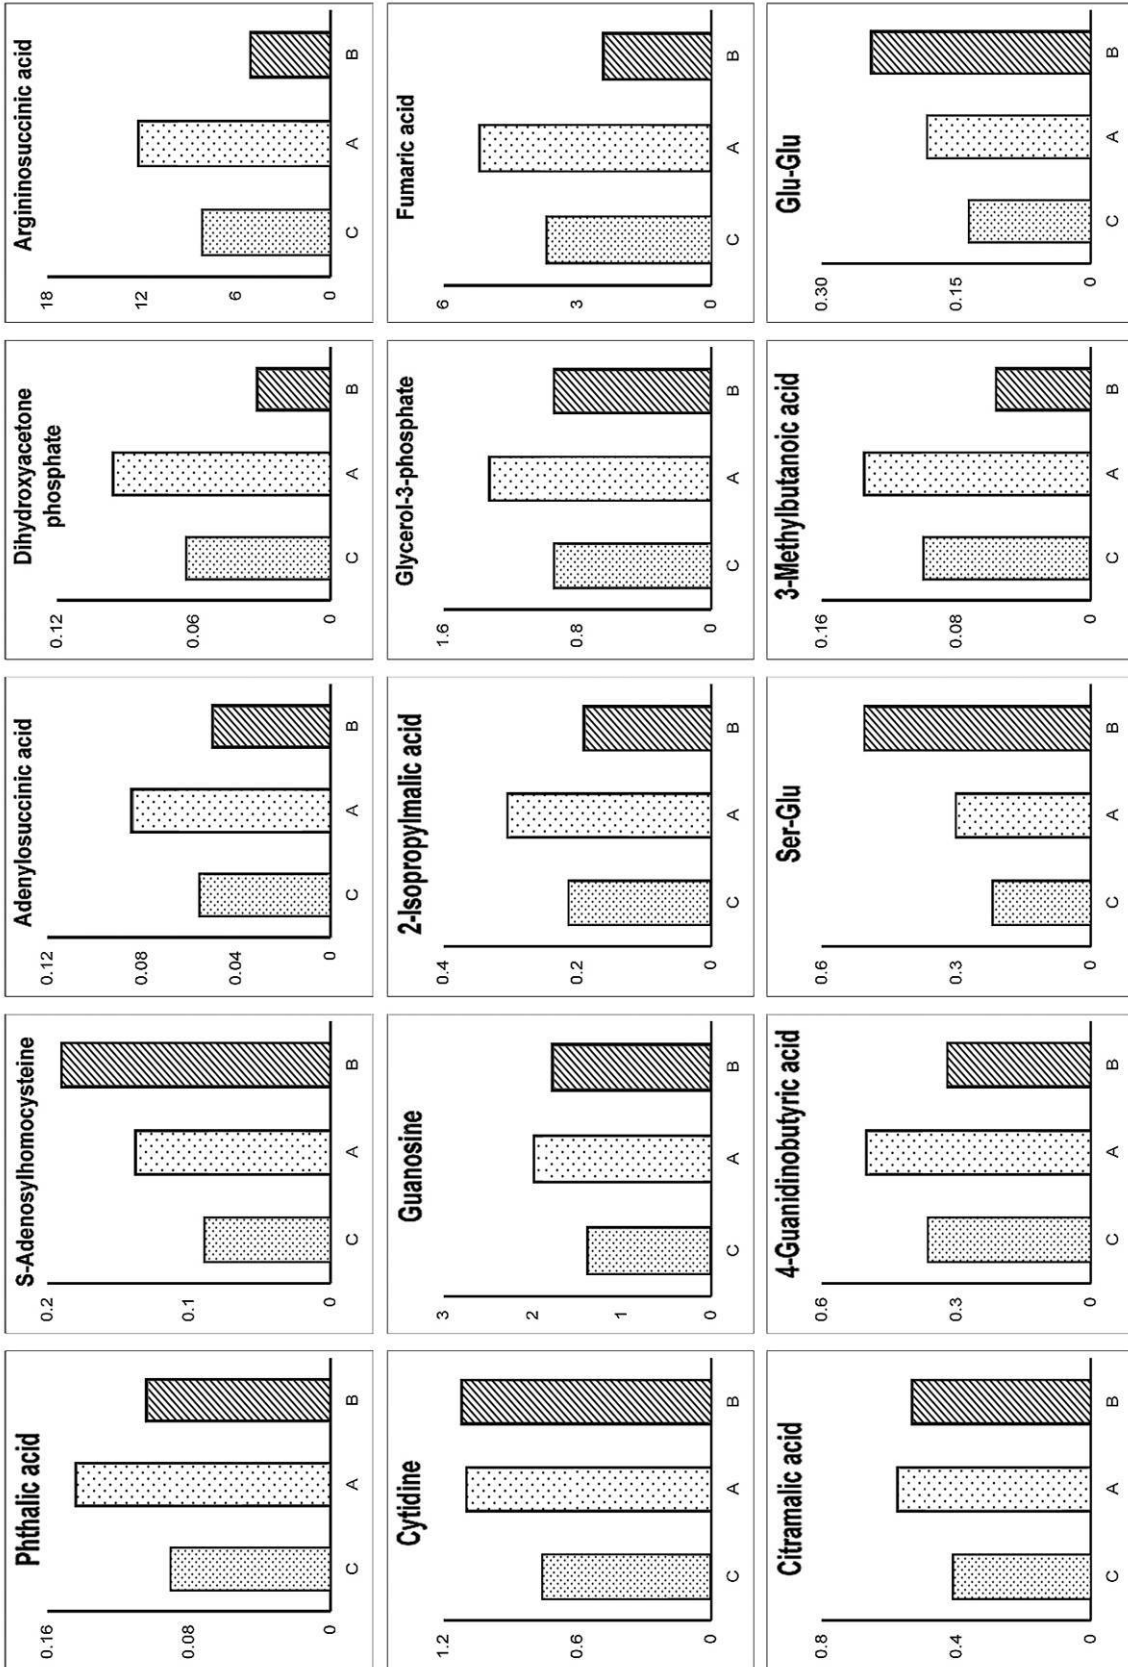 Phthalic acid
0.16
0.08
0
C A B
S-Adenosylhomocysteine
0.2
0.1
0
C A B
Adenylosuccinic acid
0.12
0.08
0.04
0
C A B
Dihydroxyacetone
phosphate
0.12
0.06
0
C A B
Argininosuccinic acid
18
12
6
0
C A B
Cytidine
1.2
0.6
0
C A B
Guanosine
3
2
1
0
C A B
2-Isopropylmalic acid
0.4
0.2
0
C A B
Glycerol-3-phosphate
1.6
0.8
0
C A B
Fumaric acid
6
3
0
C A B
Citramalic acid
0.8
0.4
0
C A B
4-Guanidinobutyric acid
0.6
0.3
0
C A B
Ser-Glu
0.6
0.3
0
C A B
3-Methylbutanoic acid
0.16
0.08
0
C A B
Glu-Glu
0.30
0.15
0
C A B